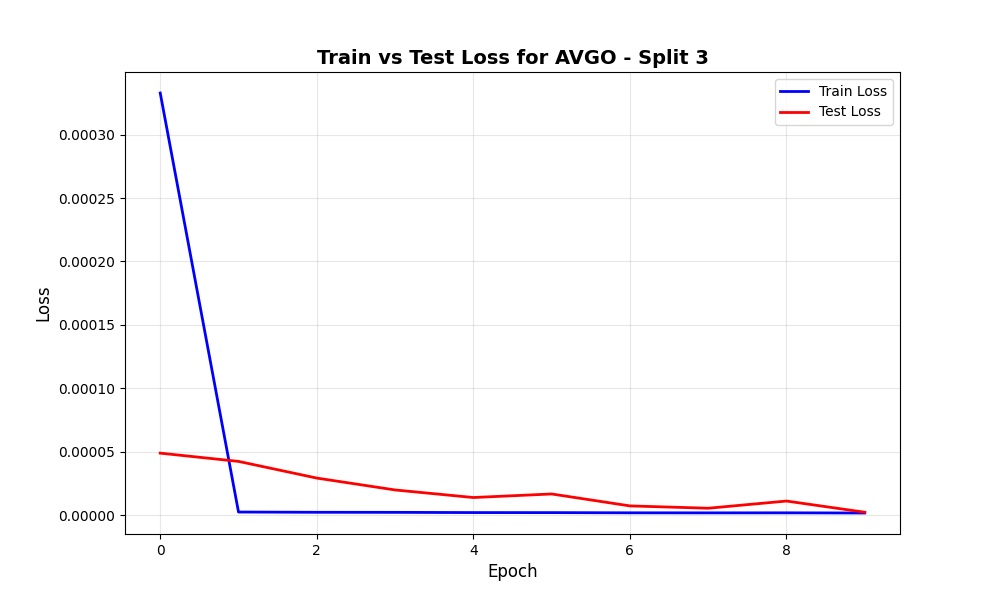 Train vs Test Loss for AVGO - Split 3
Train Loss
Test Loss
0.00030
0.00025
0.00020
0.00015
0.00010
0.00005
0.00000
Loss
0 2 4 6 8
Epoch